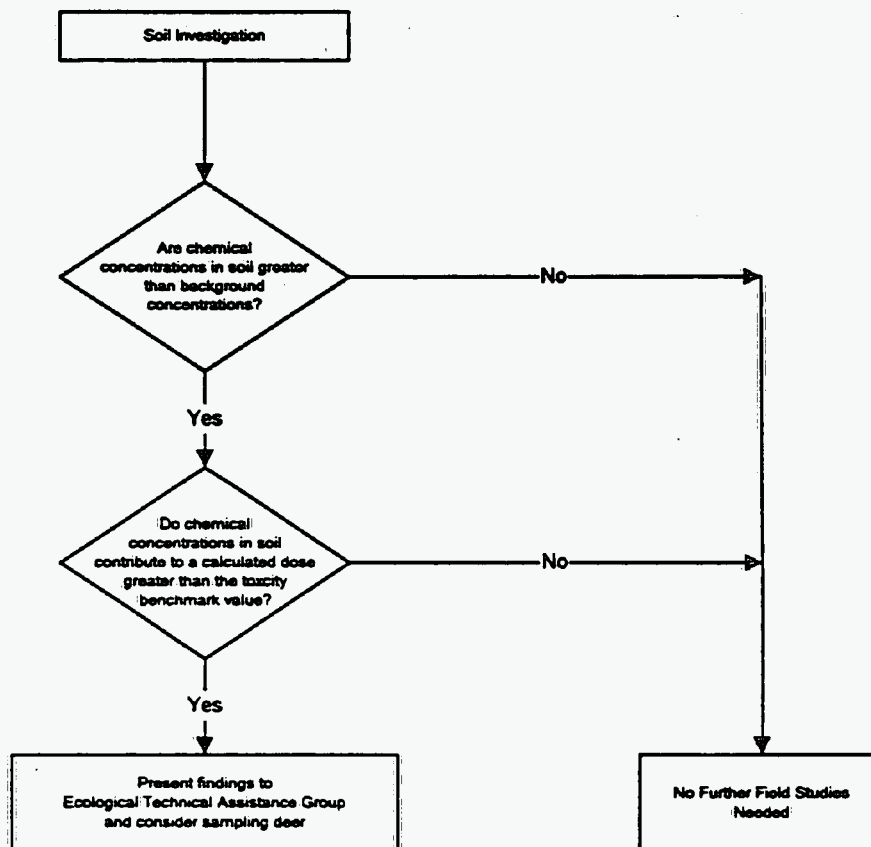 Soil Investigation
Are chemical
concentrations in soil greater
than background
concentrations?
No
Yes
Do chemical
concentrations in soil
contribute to a calculated dose
greater than the toxcity
benchmark value?
No
Yes
Present findings to
Ecological Technical Assistance Group
and consider sampling deer
No Further Field Studies
Needed